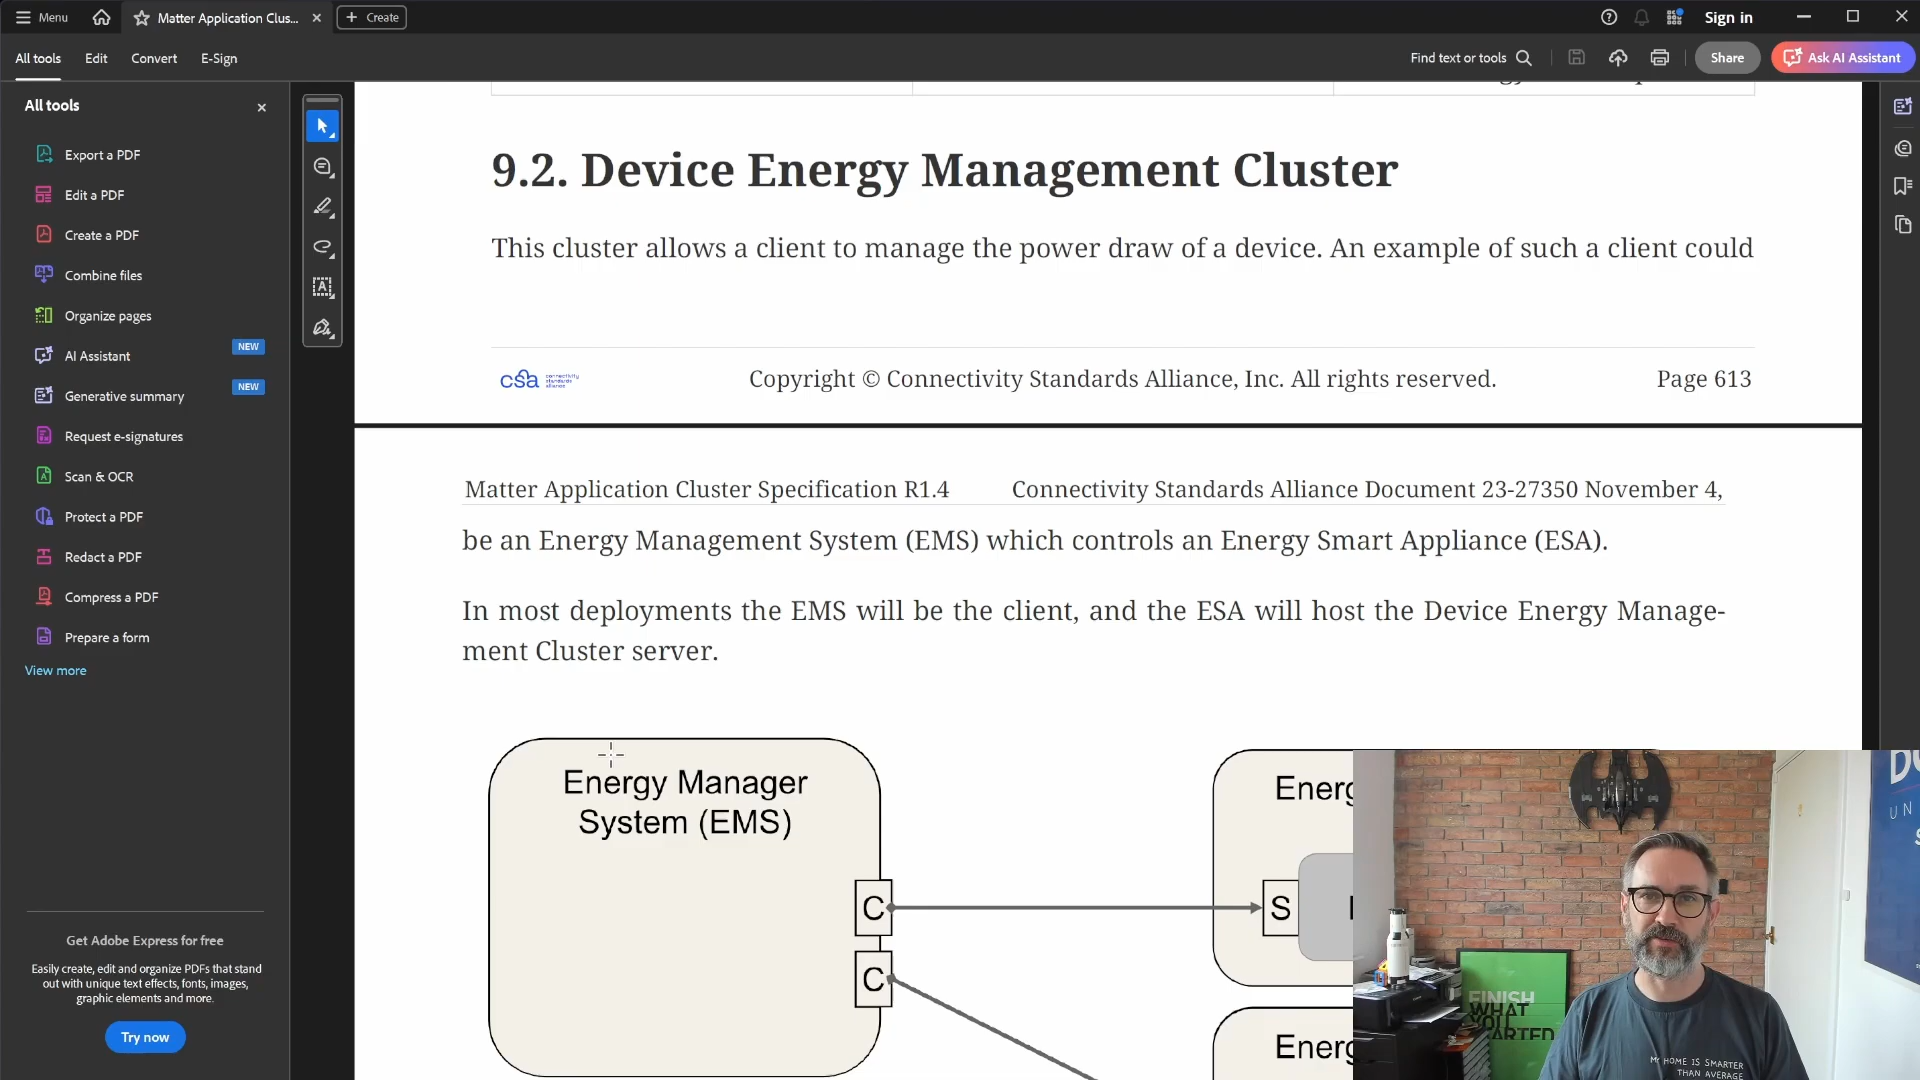 Menu
Matter Application Clus...
Create
Sign in
All tools
Edit
Convert
E-Sign
Find text or tools
Share
Ask AI Assistant
All tools
Export a PDF
Edit a PDF
Create a PDF
Combine files
Organize pages
AI Assistant
NEW
Generative summary
NEW
Request e-signatures
Scan & OCR
Protect a PDF
Redact a PDF
Compress a PDF
Prepare a form
View more
Get Adobe Express for free
Easily create, edit and organize PDFs that stand
out with unique text effects, fonts, images,
graphic elements and more.
Try now
9.2. Device Energy Management Cluster
This cluster allows a client to manage the power draw of a device. An example of such a client could
csa connectivity standards alliance
Copyright © Connectivity Standards Alliance, Inc. All rights reserved.
Page 613
Matter Application Cluster Specification R1.4
Connectivity Standards Alliance Document 23-27350 November 4,
be an Energy Management System (EMS) which controls an Energy Smart Appliance (ESA).
In most deployments the EMS will be the client, and the ESA will host the Device Energy Manage-
ment Cluster server.
Energy Manager
System (EMS)
C
C
Energ
S
Energ
FINISH
WHAT
YOU
STARTED
MY HOME IS SMARTER
THAN AVERAGE
UN